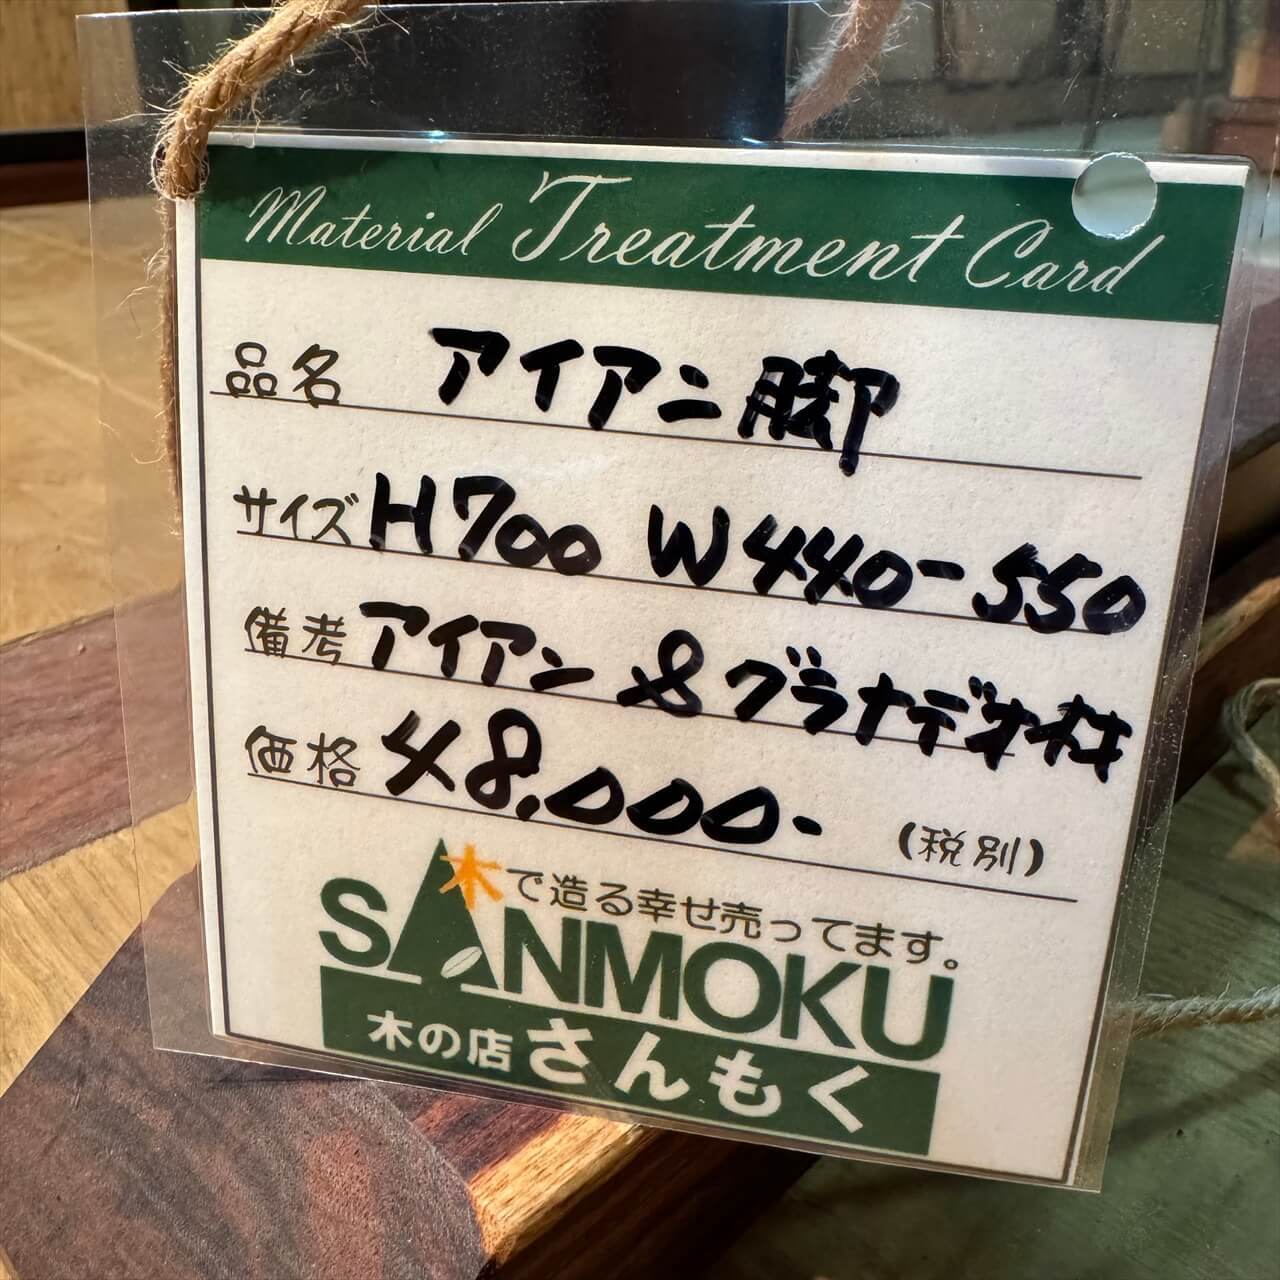 Material Treatment Card
品名 アイアン脚
サイズ H700 W440-550
備考 アイアン & グラナデオ材
価格 48,000- (税別)
木で造る幸せ売ってます。
SANMOKU
木の店 さんもく